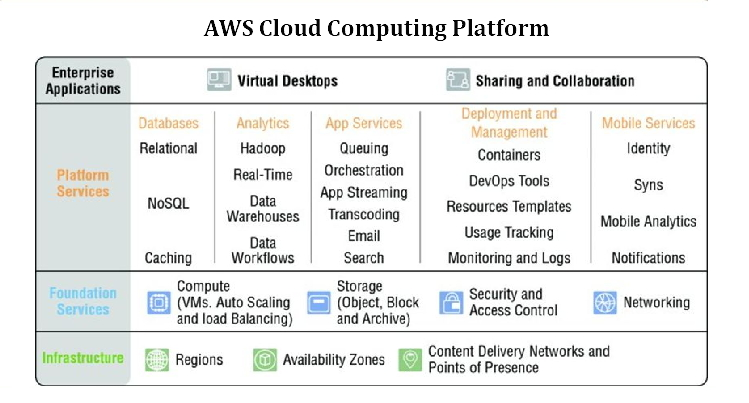 AWS Cloud Computing Platform
Enterprise
Applications
Virtual Desktops
Sharing and Collaboration
Platform
Services
Databases
Relational
NoSQL
Caching
Analytics
Hadoop
Real-Time
Data
Warehouses
Data
Workflows
App Services
Queuing
Orchestration
App Streaming
Transcoding
Email
Search
Deployment and
Management
Containers
DevOps Tools
Resources Templates
Usage Tracking
Monitoring and Logs
Mobile Services
Identity
Syns
Mobile Analytics
Notifications
Foundation
Services
Compute
(VMs. Auto Scaling
and load Balancing)
Storage
(Object, Block
and Archive)
Security and
Access Control
Networking
Infrastructure
Regions
Availability Zones
Content Delivery Networks and
Points of Presence